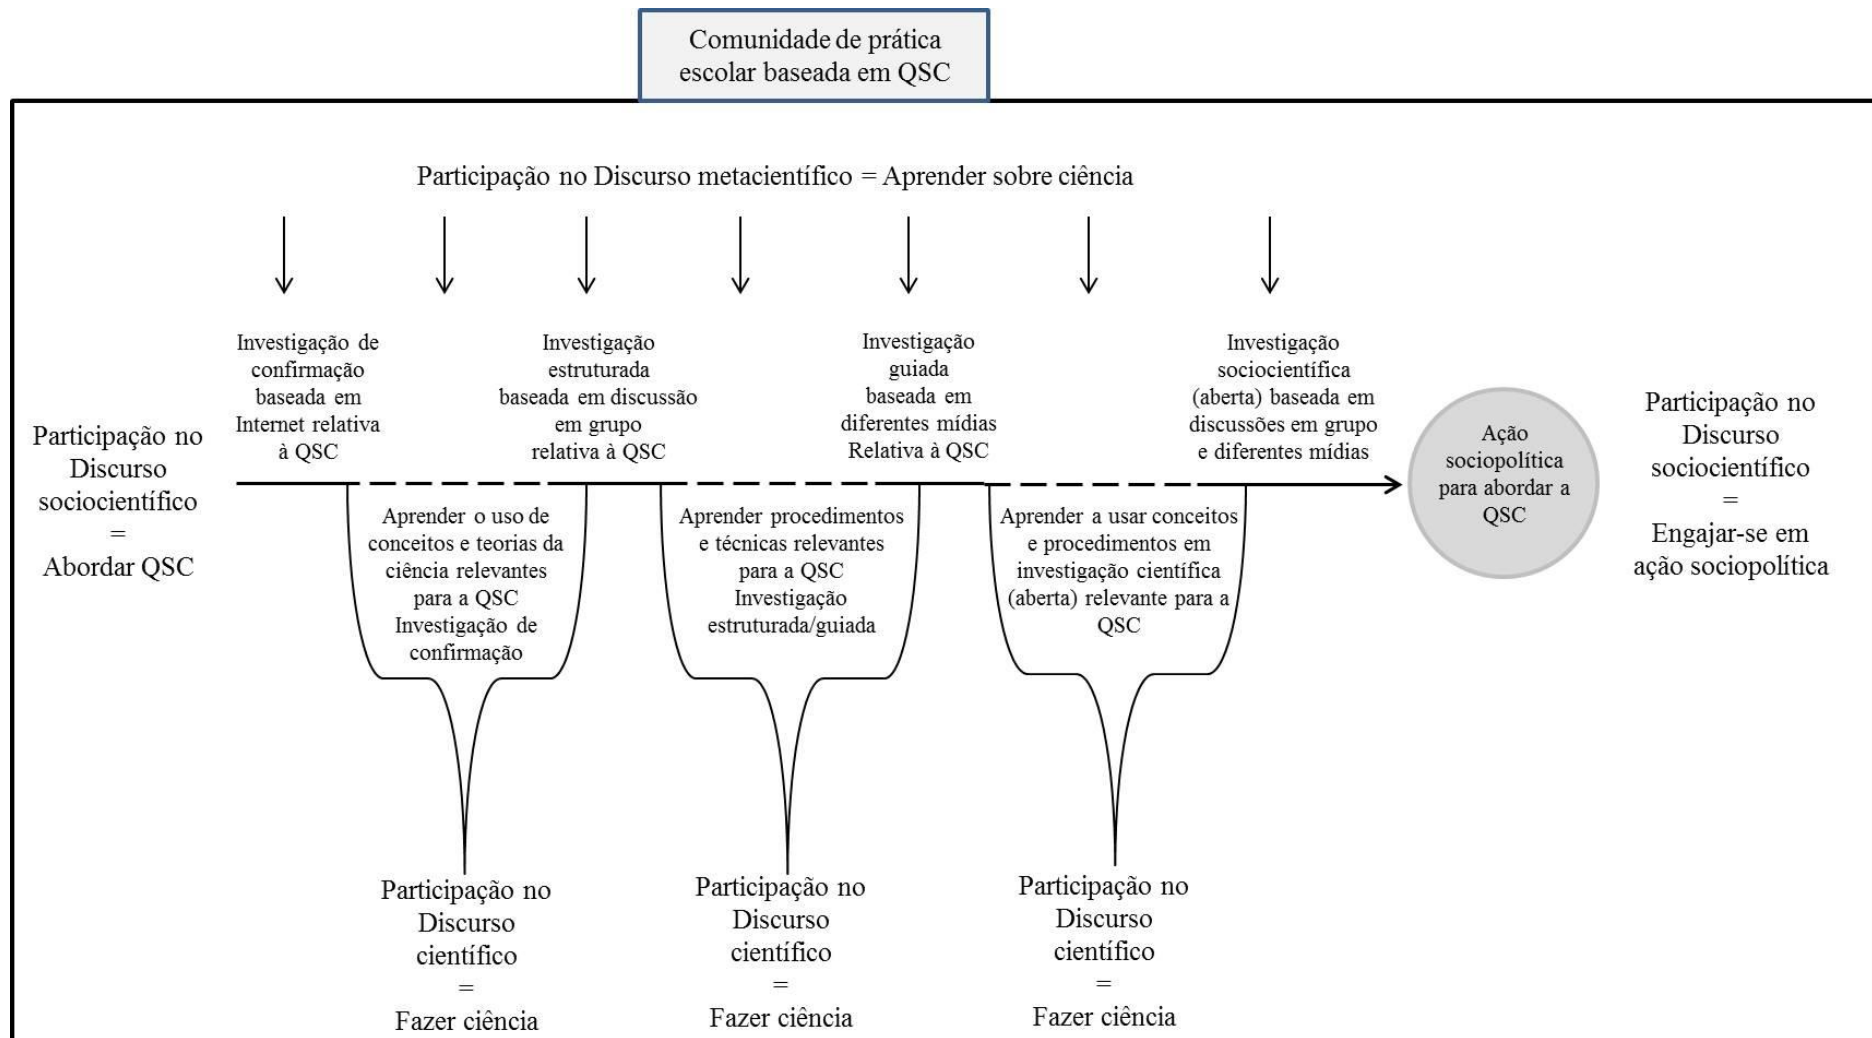 Comunidade de prática
escolar baseada em QSC
Participação no Discurso metacientífico = Aprender sobre ciência
Participação no
Discurso
sociocientífico
=
Abordar QSC
Investigação de
confirmação
baseada em
Internet relativa
à QSC
Investigação
estruturada
baseada em discussão
em grupo
relativa à QSC
Investigação
guiada
baseada em
diferentes mídias
Relativa à QSC
Investigação
sociocientífica
(aberta) baseada em
discussões em grupo
e diferentes mídias
Ação
sociopolítica
para abordar a
QSC
Participação no
Discurso
sociocientífico
=
Engajar-se em
ação sociopolítica
Aprender o uso de
conceitos e teorias da
ciência relevantes
para a QSC
Investigação de
confirmação
Aprender procedimentos
e técnicas relevantes
para a QSC
Investigação
estruturada/guiada
Aprender a usar conceitos
e procedimentos em
investigação científica
(aberta) relevante para a
QSC
Participação no
Discurso
científico
=
Fazer ciência
Participação no
Discurso
científico
=
Fazer ciência
Participação no
Discurso
científico
=
Fazer ciência